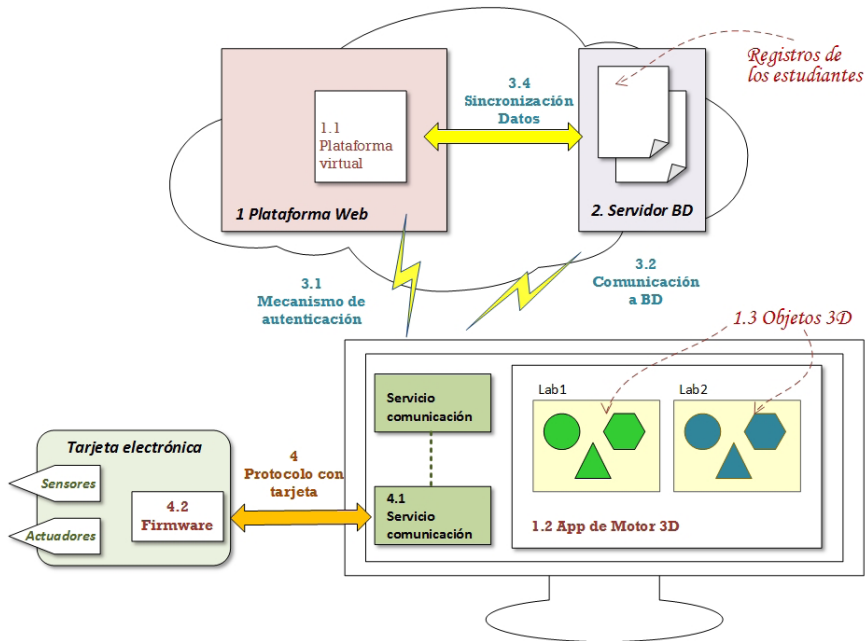 Registros de
los estudiantes
3.4
Sincronización
Datos
1.1
Plataforma
virtual
1 Plataforma Web
2. Servidor BD
3.1
Mecanismo de
autenticación
3.2
Comunicación
a BD
1.3 Objetos 3D
Servicio
comunicación
Lab1
Lab2
Tarjeta electrónica
Sensores
Actuadores
4.2
Firmware
4
Protocolo con
tarjeta
4.1
Servicio
comunicación
1.2 App de Motor 3D